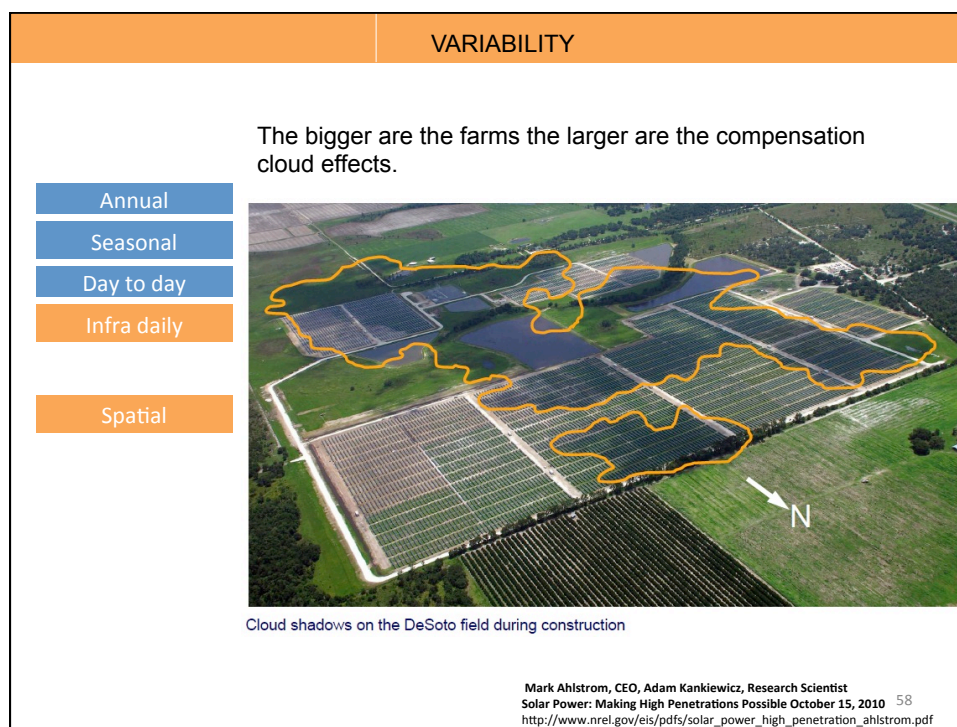 VARIABILITY
The bigger are the farms the larger are the compensation
cloud effects.
Annual
Seasonal
Day to day
Infra daily
Spatial
N
Cloud shadows on the DeSoto field during construction
Mark Ahlstrom, CEO, Adam Kankiewicz, Research Scientist
Solar Power: Making High Penetrations Possible October 15, 2010
58
http://www.nrel.gov/eis/pdfs/solar_power_high_penetration_ahlstrom.pdf